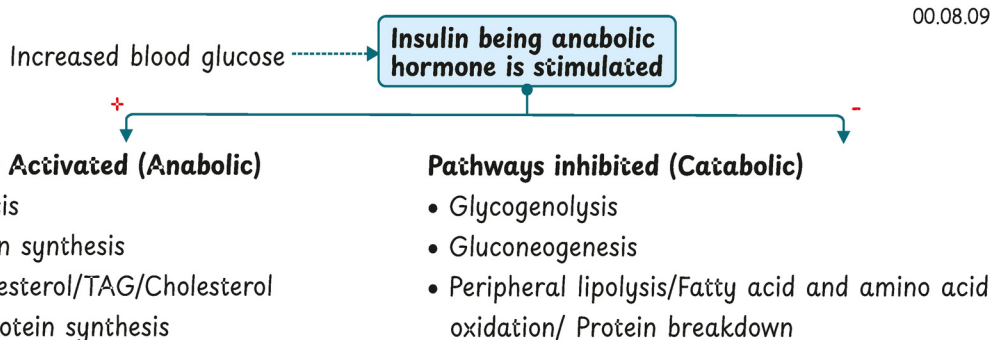 00.08.09
Increased blood glucose
Insulin being anabolic
hormone is stimulated
+
-
Activated (Anabolic)
Pathways inhibited (Catabolic)
sis
• Glycogenolysis
n synthesis
• Gluconeogenesis
esterol/TAG/Cholesterol
• Peripheral lipolysis/Fatty acid and amino acid
otein synthesis
oxidation/ Protein breakdown